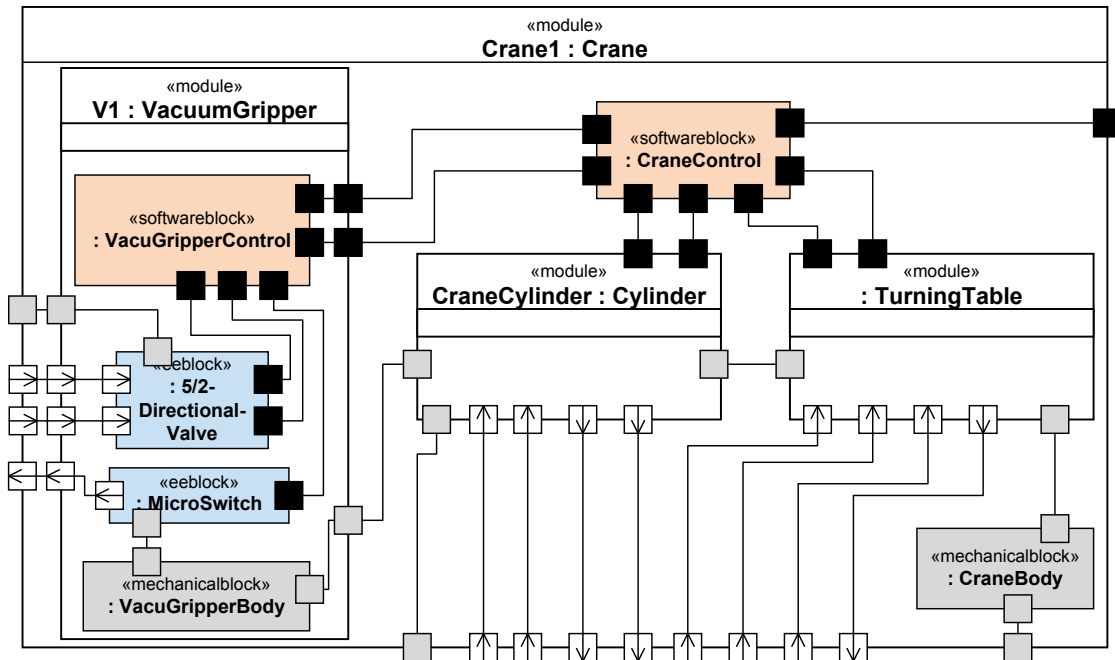 «module»
Crane1 : Crane
«module»
V1 : VacuumGripper
«softwareblock»
: CraneControl
«softwareblock»
: VacuGripperControl
«module»
CraneCylinder : Cylinder
«module»
: TurningTable
«eeblock»
: 5/2-
Directional-
Valve
«eeblock»
: MicroSwitch
«mechanicalblock»
: VacuGripperBody
«mechanicalblock»
: CraneBody